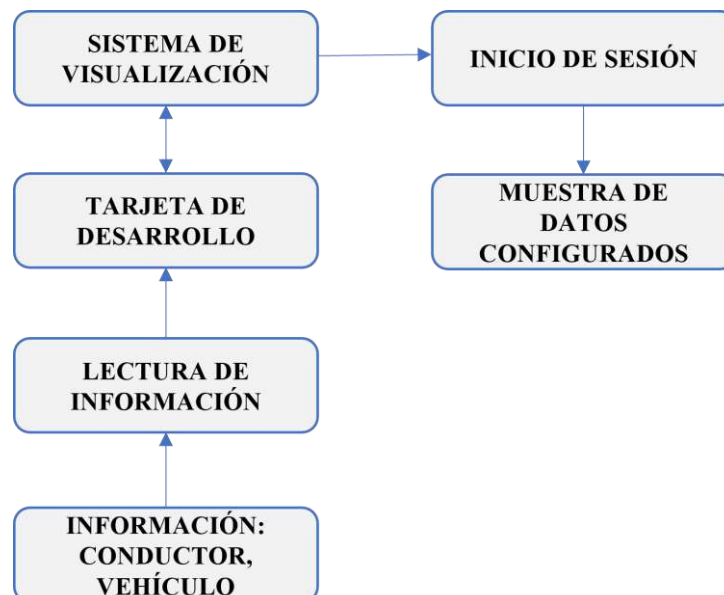 SISTEMA DE
VISUALIZACIÓN
INICIO DE SESIÓN
TARJETA DE
DESARROLLO
MUESTRA DE
DATOS
CONFIGURADOS
LECTURA DE
INFORMACIÓN
INFORMACIÓN:
CONDUCTOR,
VEHÍCULO